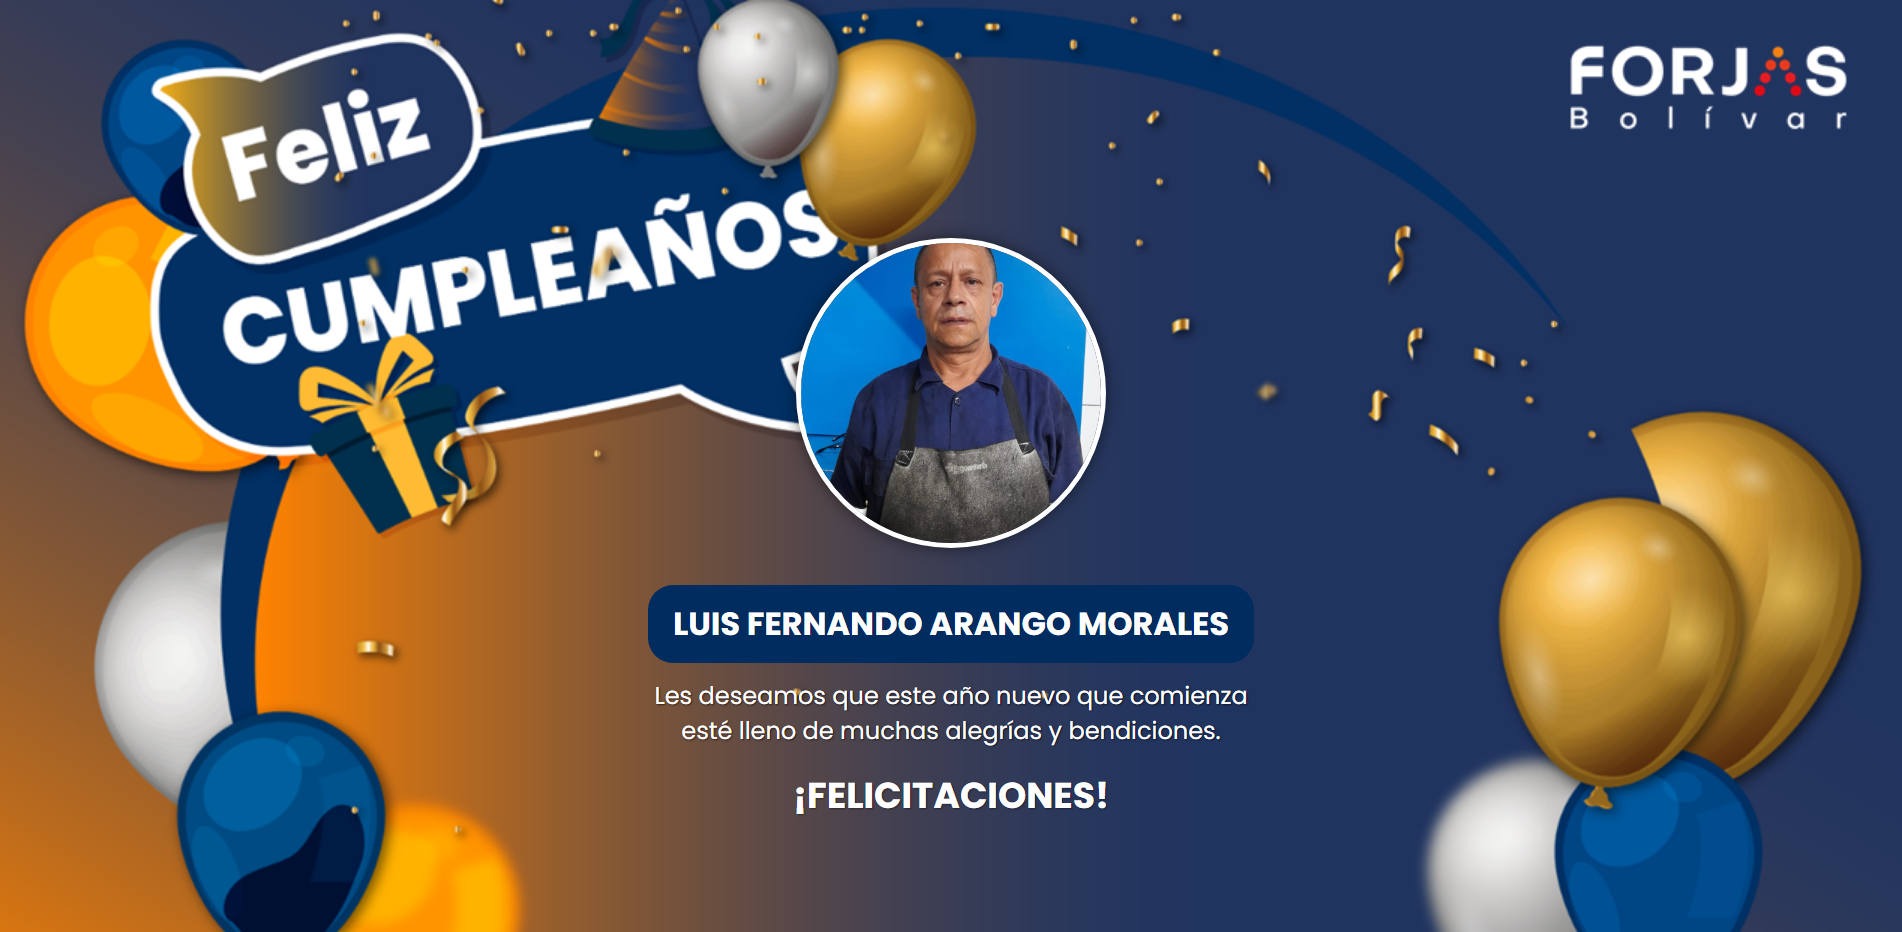 Feliz
CUMPLEAÑOS
FORJAS
Bolívar
LUIS FERNANDO ARANGO MORALES
Les deseamos que este año nuevo que comienza
esté lleno de muchas alegrías y bendiciones.
¡FELICITACIONES!